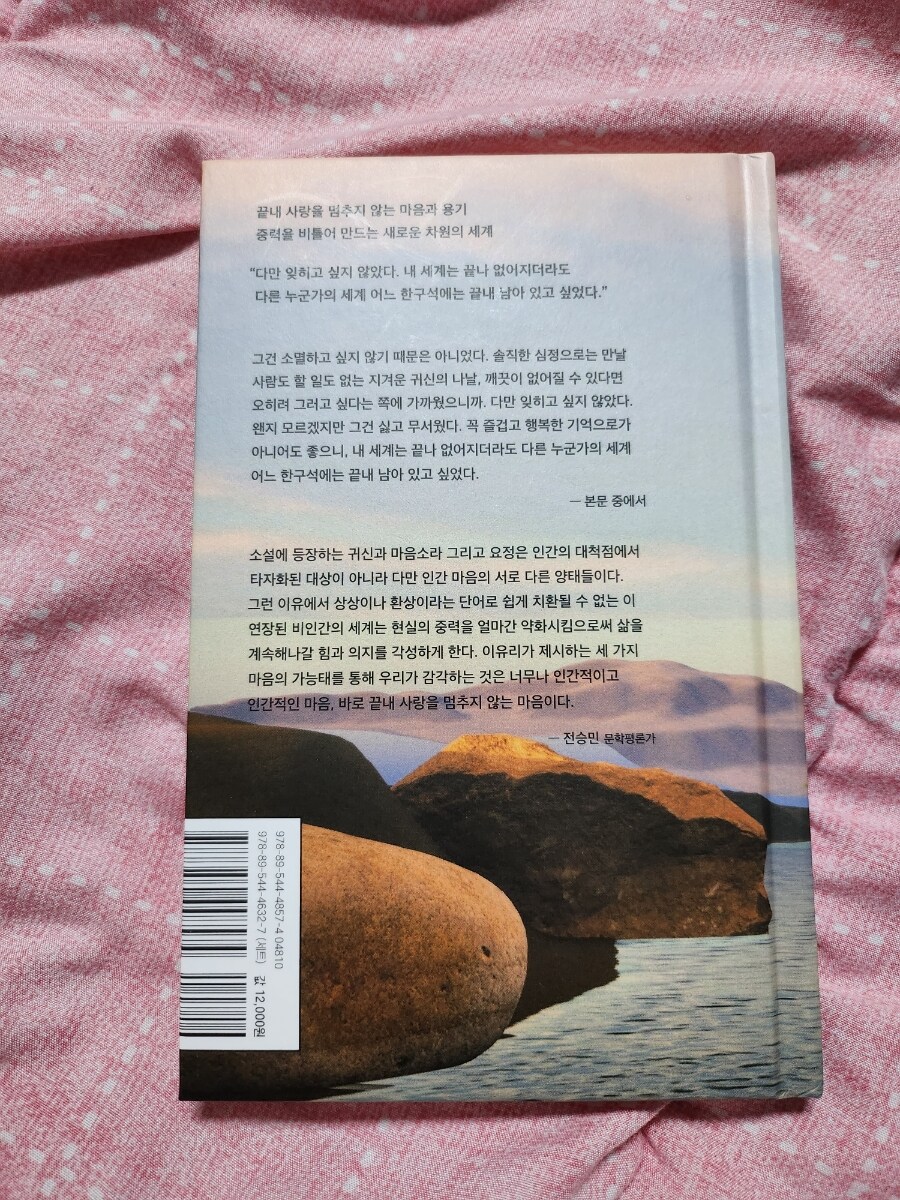 끝내 사랑을 멈추지 않는 마음과 용기
중력을 비틀어 만드는 새로운 차원의 세계
“다만 잊히고 싶지 않았다. 내 세계는 끝나 없어지더라도
다른 누군가의 세계 어느 한구석에는 끝내 남아 있고 싶었다.”
그건 소멸하고 싶지 않기 때문은 아니었다. 솔직한 심정으로는 만날
사람도 할 일도 없는 지겨운 귀신의 나날, 깨끗이 없어질 수 있다면
오히려 그러고 싶다는 쪽에 가까웠으니까. 다만 잊히고 싶지 않았다.
왠지 모르겠지만 그건 싫고 무서웠다. 꼭 즐겁고 행복한 기억으로가
아니어도 좋으니, 내 세계는 끝나 없어지더라도 다른 누군가의 세계
어느 한구석에는 끝내 남아 있고 싶었다.
— 본문 중에서
소설에 등장하는 귀신과 마음소라 그리고 요정은 인간의 대척점에서
타자화된 대상이 아니라 다만 인간 마음의 서로 다른 양태들이다.
그런 이유에서 상상이나 환상이라는 단어로 쉽게 치환될 수 없는 이
연장된 비인간의 세계는 현실의 중력을 얼마간 약화시킴으로써 삶을
계속해나갈 힘과 의지를 각성하게 한다. 이유리가 제시하는 세 가지
마음의 가능태를 통해 우리가 감각하는 것은 너무나 인간적이고
인간적인 마음, 바로 끝내 사랑을 멈추지 않는 마음이다.
— 전승민 문학평론가
978-89-544-4857-4 04810
978-89-544-4632-7 (세트) 값 12,000원